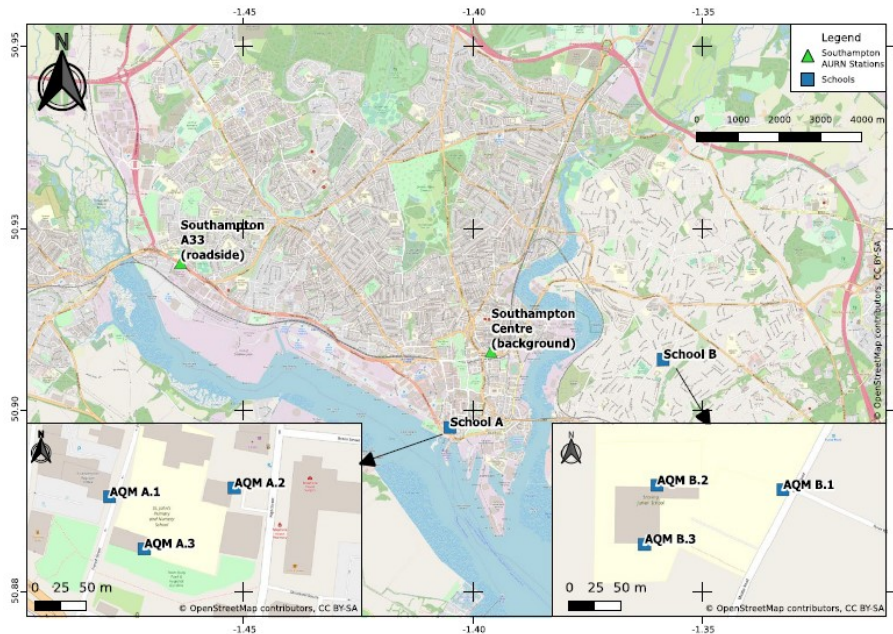 -1.45
-1.40
-1.35
50.95
N
Legend
Southampton
AURN Stations
Schools
0 1000 2000 3000 4000 m
50.93
Southampton
A33
(roadside)
Southampton
Centre
(background)
School B
© OpenStreetMap contributors, CC BY-SA
50.90
School A
N
AQM A.1
AQM A.2
AQM A.3
0 25 50 m
© OpenStreetMap contributors, CC BY-SA
N
AQM B.2
AQM B.1
AQM B.3
0 25 50 m
© OpenStreetMap contributors, CC BY-SA
50.88
-1.45
-1.40
-1.35